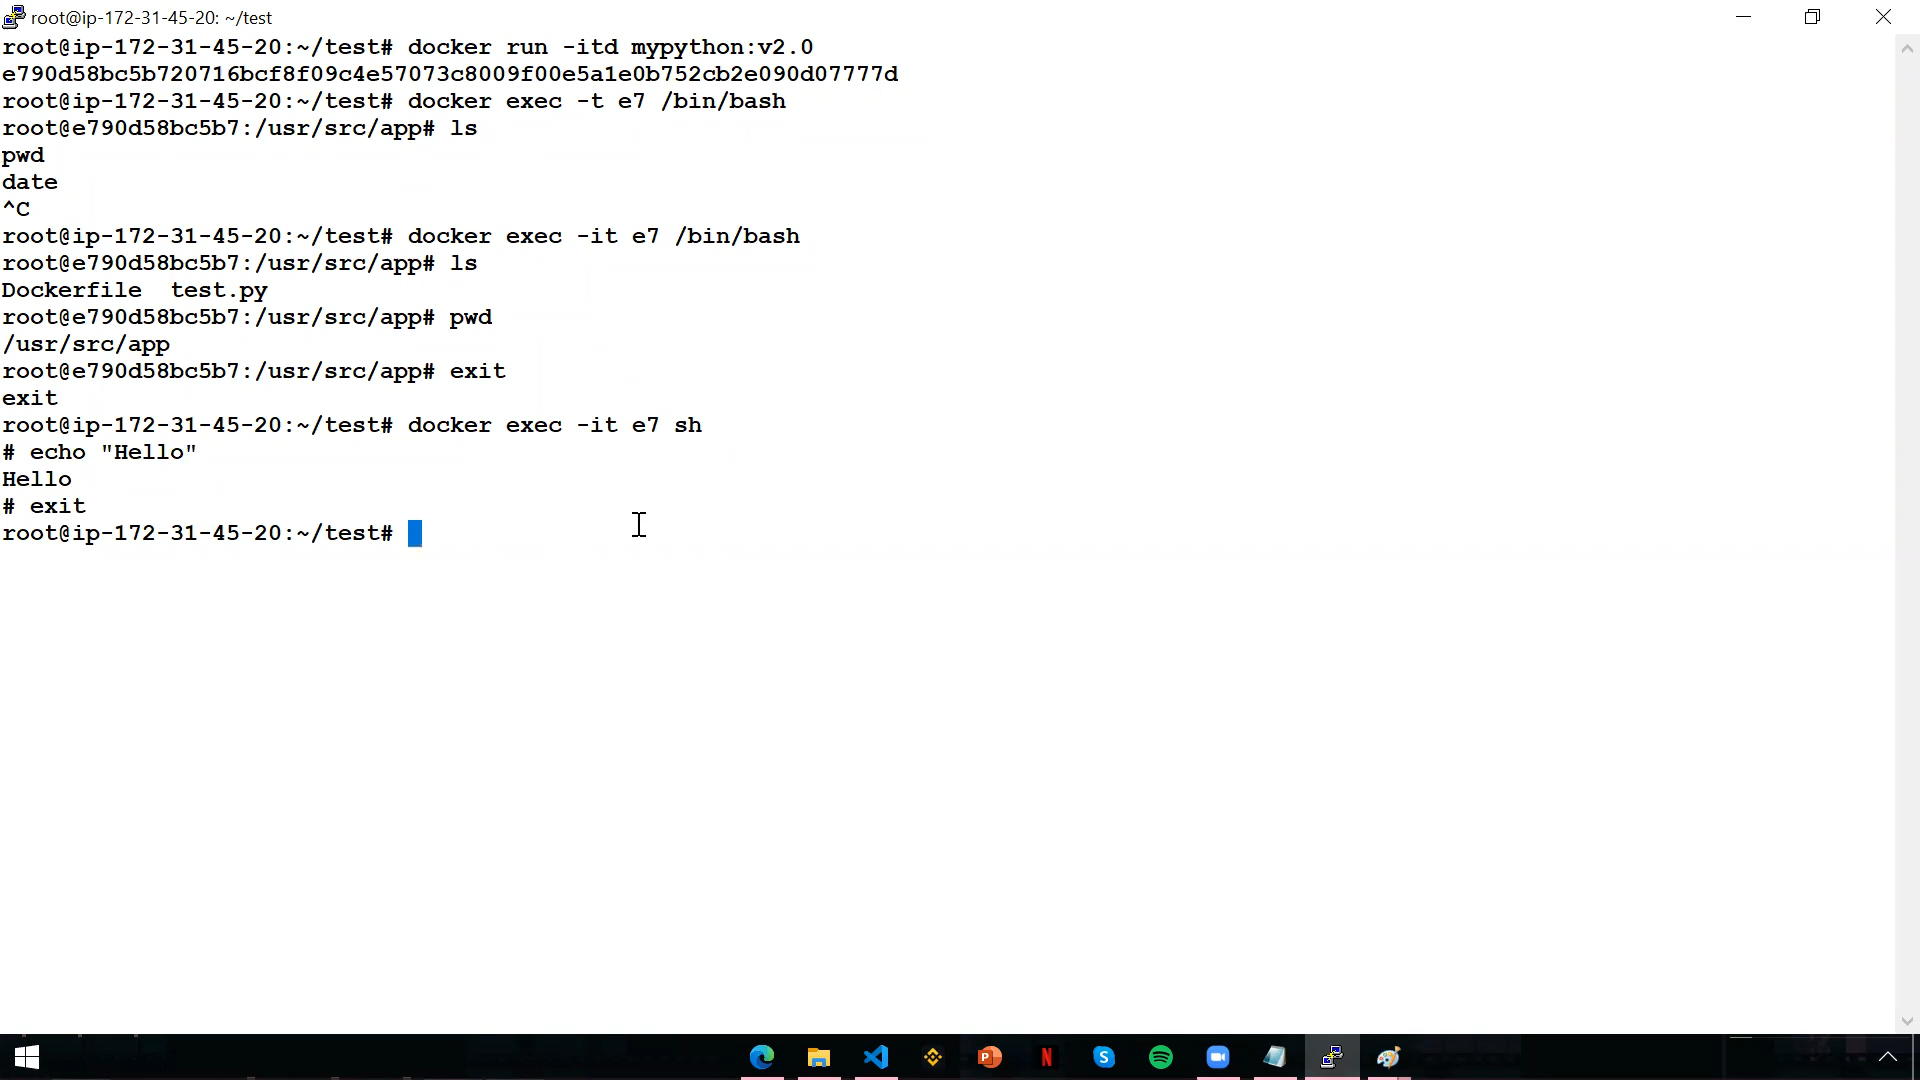 root@ip-172-31-45-20: ~/test
root@ip-172-31-45-20:~/test# docker run -itd mypython:v2.0
e790d58bc5b720716bcf8f09c4e57073c8009f00e5a1e0b752cb2e090d07777d
root@ip-172-31-45-20:~/test# docker exec -t e7 /bin/bash
root@e790d58bc5b7:/usr/src/app# ls
pwd
date
^C
root@ip-172-31-45-20:~/test# docker exec -it e7 /bin/bash
root@e790d58bc5b7:/usr/src/app# ls
Dockerfile  test.py
root@e790d58bc5b7:/usr/src/app# pwd
/usr/src/app
root@e790d58bc5b7:/usr/src/app# exit
exit
root@ip-172-31-45-20:~/test# docker exec -it e7 sh
# echo "Hello"
Hello
# exit
root@ip-172-31-45-20:~/test#